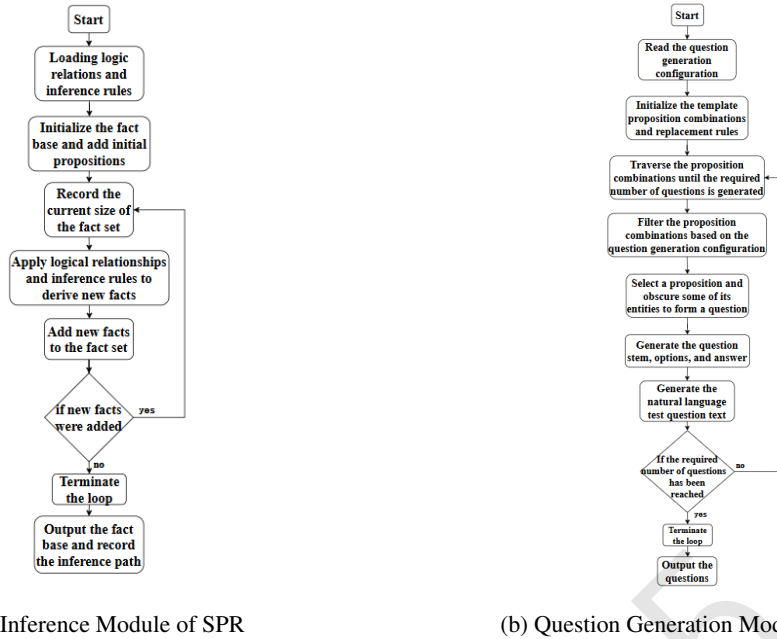 Start
Loading logic
relations and
inference rules
Initialize the fact
base and add initial
propositions
Record the
current size of
the fact set
Apply logical relationships
and inference rules to
derive new facts
Add new facts
to the fact set
if new facts
were added
yes
no
Terminate
the loop
Output the fact
base and record
the inference path
Inference Module of SPR
Start
Read the question
generation
configuration
Initialize the template
proposition combinations
and replacement rules
Traverse the proposition
combinations until the required
number of questions is generated
Filter the proposition
combinations based on the
question generation configuration
Select a proposition and
obscure some of its
entities to form a question
Generate the question
stem, options, and answer
Generate the
natural language
test question text
If the required
number of questions
has been
reached
no
yes
Terminate
the loop
Output the
questions
(b) Question Generation Mod